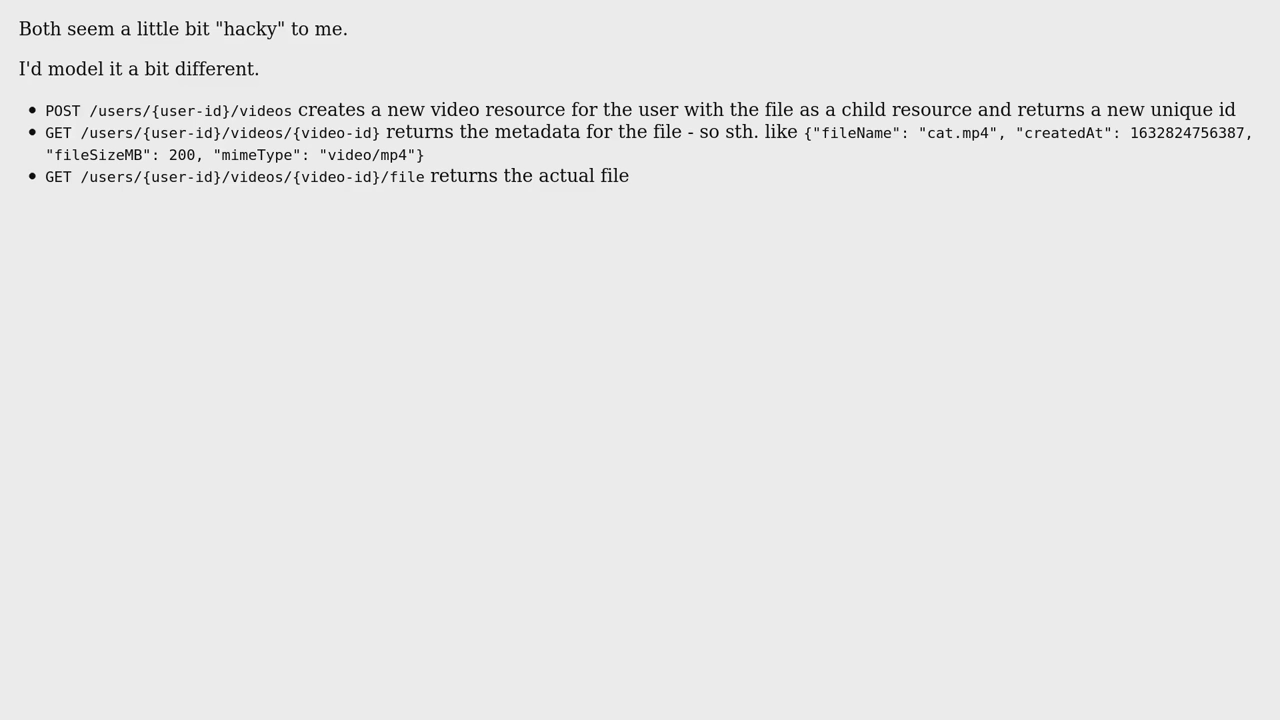 Both seem a little bit "hacky" to me.
I'd model it a bit different.
• POST /users/{user-id}/videos creates a new video resource for the user with the file as a child resource and returns a new unique id
• GET /users/{user-id}/videos/{video-id} returns the metadata for the file - so sth. like {"fileName": "cat.mp4", "createdAt": 1632824756387,
"fileSizeMB": 200, "mimeType": "video/mp4"}
• GET /users/{user-id}/videos/{video-id}/file returns the actual file